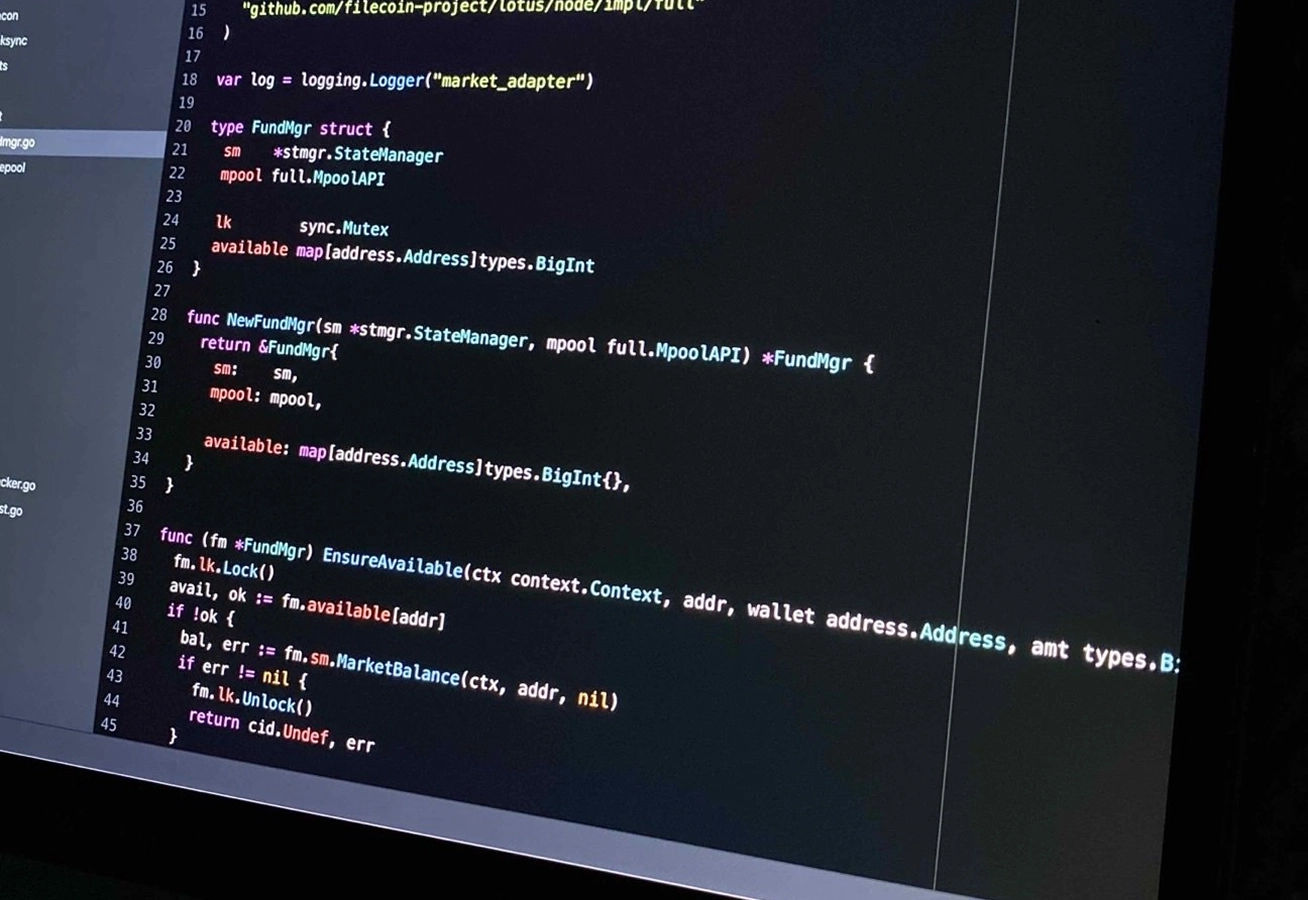 con
ksync
ts
t
dmgr.go
epool
cker.go
st.go
15 "github.com/filecoin-project/lotus/node/impl/full"
16 )
17
18 var log = logging.Logger("market_adapter")
19
20 type FundMgr struct {
21 sm *stmgr.StateManager
22 mpool full.MpoolAPI
23
24 lk sync.Mutex
25 available map[address.Address]types.BigInt
26 }
27
28 func NewFundMgr(sm *stmgr.StateManager, mpool full.MpoolAPI) *FundMgr {
29 return &FundMgr{
30 sm: sm,
31 mpool: mpool,
32
33 available: map[address.Address]types.BigInt{},
34 }
35 }
36
37 func (fm *FundMgr) EnsureAvailable(ctx context.Context, addr, wallet address.Address, amt types.B
38 fm.lk.Lock()
39 avail, ok := fm.available[addr]
40 if !ok {
41 bal, err := fm.sm.MarketBalance(ctx, addr, nil)
42 if err != nil {
43 fm.lk.Unlock()
44 return cid.Undef, err
45 }